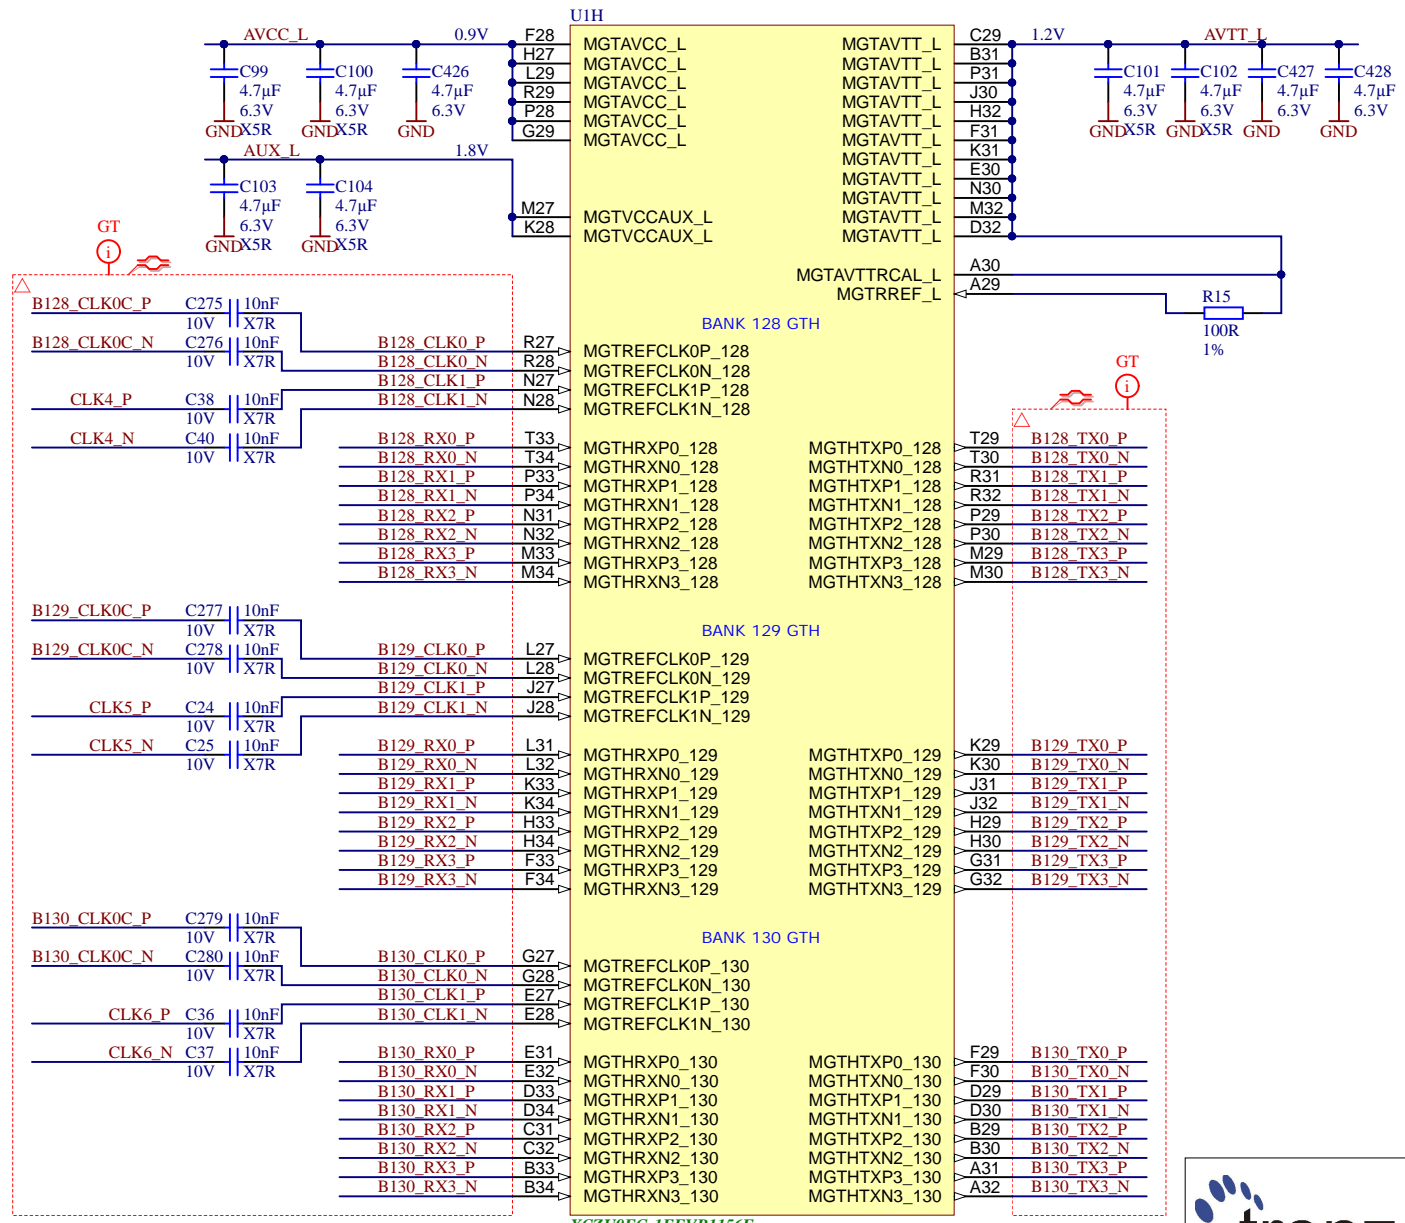 U1H
AVCC_L 0.9V
C99 4.7µF 6.3V X5R GND
C100 4.7µF 6.3V X5R GND
C426 4.7µF 6.3V GND
AUX_L 1.8V
C103 4.7µF 6.3V X5R GND
C104 4.7µF 6.3V X5R GND
F28 MGTAVCC_L
H27 MGTAVCC_L
L29 MGTAVCC_L
R29 MGTAVCC_L
P28 MGTAVCC_L
G29 MGTAVCC_L
M27 MGTVCCAUX_L
K28 MGTVCCAUX_L
MGTAVTT_L C29
MGTAVTT_L B31
MGTAVTT_L P31
MGTAVTT_L J30
MGTAVTT_L H32
MGTAVTT_L F31
MGTAVTT_L K31
MGTAVTT_L E30
MGTAVTT_L N30
MGTAVTT_L M32
MGTAVTT_L D32
MGTAVTTRCAL_L A30
MGTRREF_L A29
1.2V AVTT_L
C101 4.7µF 6.3V X5R GND
C102 4.7µF 6.3V X5R GND
C427 4.7µF 6.3V GND
C428 4.7µF 6.3V GND
R15
100R
1%
GT
i
GT
i
BANK 128 GTH
B128_CLK0C_P C275 10nF 10V X7R B128_CLK0_P R27 MGTREFCLK0P_128
B128_CLK0C_N C276 10nF 10V X7R B128_CLK0_N R28 MGTREFCLK0N_128
CLK4_P C38 10nF 10V X7R B128_CLK1_P N27 MGTREFCLK1P_128
CLK4_N C40 10nF 10V X7R B128_CLK1_N N28 MGTREFCLK1N_128
B128_RX0_P T33 MGTHRXP0_128 MGTHTXP0_128 T29 B128_TX0_P
B128_RX0_N T34 MGTHRXN0_128 MGTHTXN0_128 T30 B128_TX0_N
B128_RX1_P P33 MGTHRXP1_128 MGTHTXP1_128 R31 B128_TX1_P
B128_RX1_N P34 MGTHRXN1_128 MGTHTXN1_128 R32 B128_TX1_N
B128_RX2_P N31 MGTHRXP2_128 MGTHTXP2_128 P29 B128_TX2_P
B128_RX2_N N32 MGTHRXN2_128 MGTHTXN2_128 P30 B128_TX2_N
B128_RX3_P M33 MGTHRXP3_128 MGTHTXP3_128 M29 B128_TX3_P
B128_RX3_N M34 MGTHRXN3_128 MGTHTXN3_128 M30 B128_TX3_N
BANK 129 GTH
B129_CLK0C_P C277 10nF 10V X7R B129_CLK0_P L27 MGTREFCLK0P_129
B129_CLK0C_N C278 10nF 10V X7R B129_CLK0_N L28 MGTREFCLK0N_129
CLK5_P C24 10nF 10V X7R B129_CLK1_P J27 MGTREFCLK1P_129
CLK5_N C25 10nF 10V X7R B129_CLK1_N J28 MGTREFCLK1N_129
B129_RX0_P L31 MGTHRXP0_129 MGTHTXP0_129 K29 B129_TX0_P
B129_RX0_N L32 MGTHRXN0_129 MGTHTXN0_129 K30 B129_TX0_N
B129_RX1_P K33 MGTHRXP1_129 MGTHTXP1_129 J31 B129_TX1_P
B129_RX1_N K34 MGTHRXN1_129 MGTHTXN1_129 J32 B129_TX1_N
B129_RX2_P H33 MGTHRXP2_129 MGTHTXP2_129 H29 B129_TX2_P
B129_RX2_N H34 MGTHRXN2_129 MGTHTXN2_129 H30 B129_TX2_N
B129_RX3_P F33 MGTHRXP3_129 MGTHTXP3_129 G31 B129_TX3_P
B129_RX3_N F34 MGTHRXN3_129 MGTHTXN3_129 G32 B129_TX3_N
BANK 130 GTH
B130_CLK0C_P C279 10nF 10V X7R B130_CLK0_P G27 MGTREFCLK0P_130
B130_CLK0C_N C280 10nF 10V X7R B130_CLK0_N G28 MGTREFCLK0N_130
CLK6_P C36 10nF 10V X7R B130_CLK1_P E27 MGTREFCLK1P_130
CLK6_N C37 10nF 10V X7R B130_CLK1_N E28 MGTREFCLK1N_130
B130_RX0_P E31 MGTHRXP0_130 MGTHTXP0_130 F29 B130_TX0_P
B130_RX0_N E32 MGTHRXN0_130 MGTHTXN0_130 F30 B130_TX0_N
B130_RX1_P D33 MGTHRXP1_130 MGTHTXP1_130 D29 B130_TX1_P
B130_RX1_N D34 MGTHRXN1_130 MGTHTXN1_130 D30 B130_TX1_N
B130_RX2_P C31 MGTHRXP2_130 MGTHTXP2_130 B29 B130_TX2_P
B130_RX2_N C32 MGTHRXN2_130 MGTHTXN2_130 B30 B130_TX2_N
B130_RX3_P B33 MGTHRXP3_130 MGTHTXP3_130 A31 B130_TX3_P
B130_RX3_N B34 MGTHRXN3_130 MGTHTXN3_130 A32 B130_TX3_N